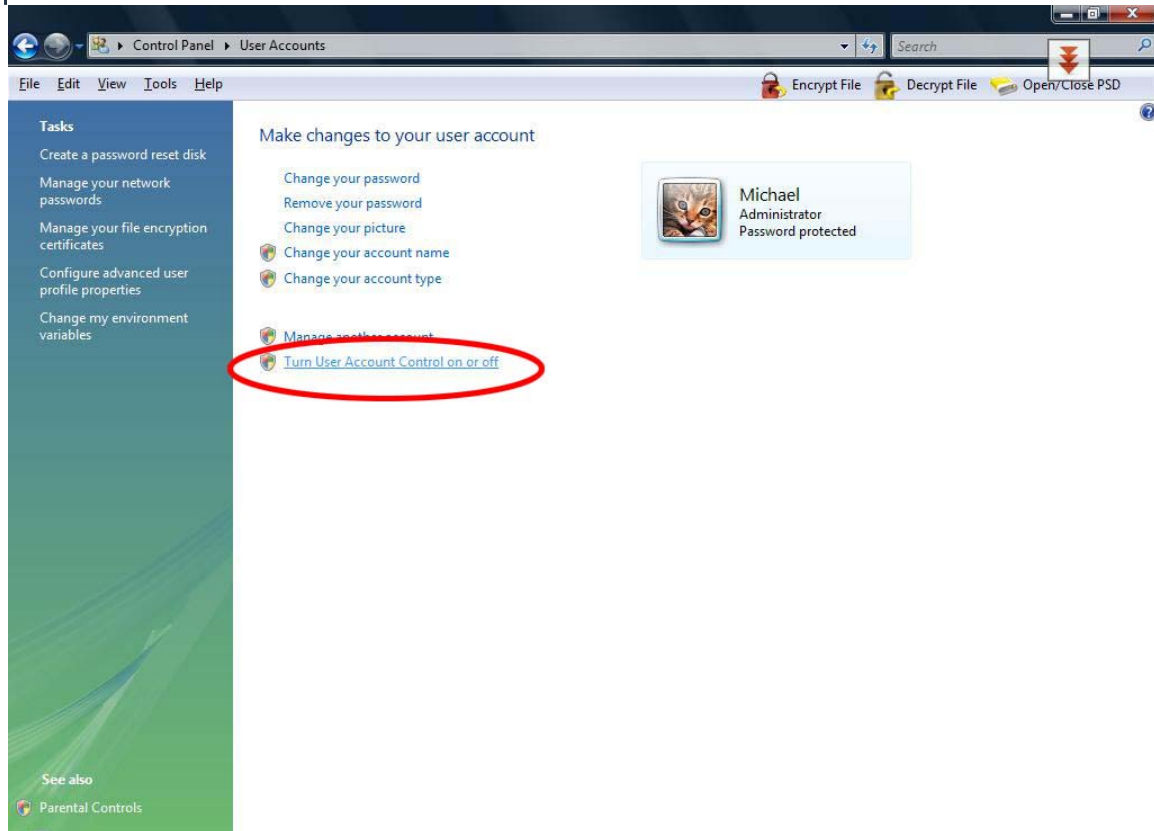 Control Panel User Accounts
Search
File Edit View Tools Help
Encrypt File Decrypt File Open/Close PSD
Tasks
Create a password reset disk
Manage your network
passwords
Manage your file encryption
certificates
Configure advanced user
profile properties
Change my environment
variables
See also
Parental Controls
Make changes to your user account
Change your password
Remove your password
Change your picture
Change your account name
Change your account type
Manage another account
Turn User Account Control on or off
Michael
Administrator
Password protected